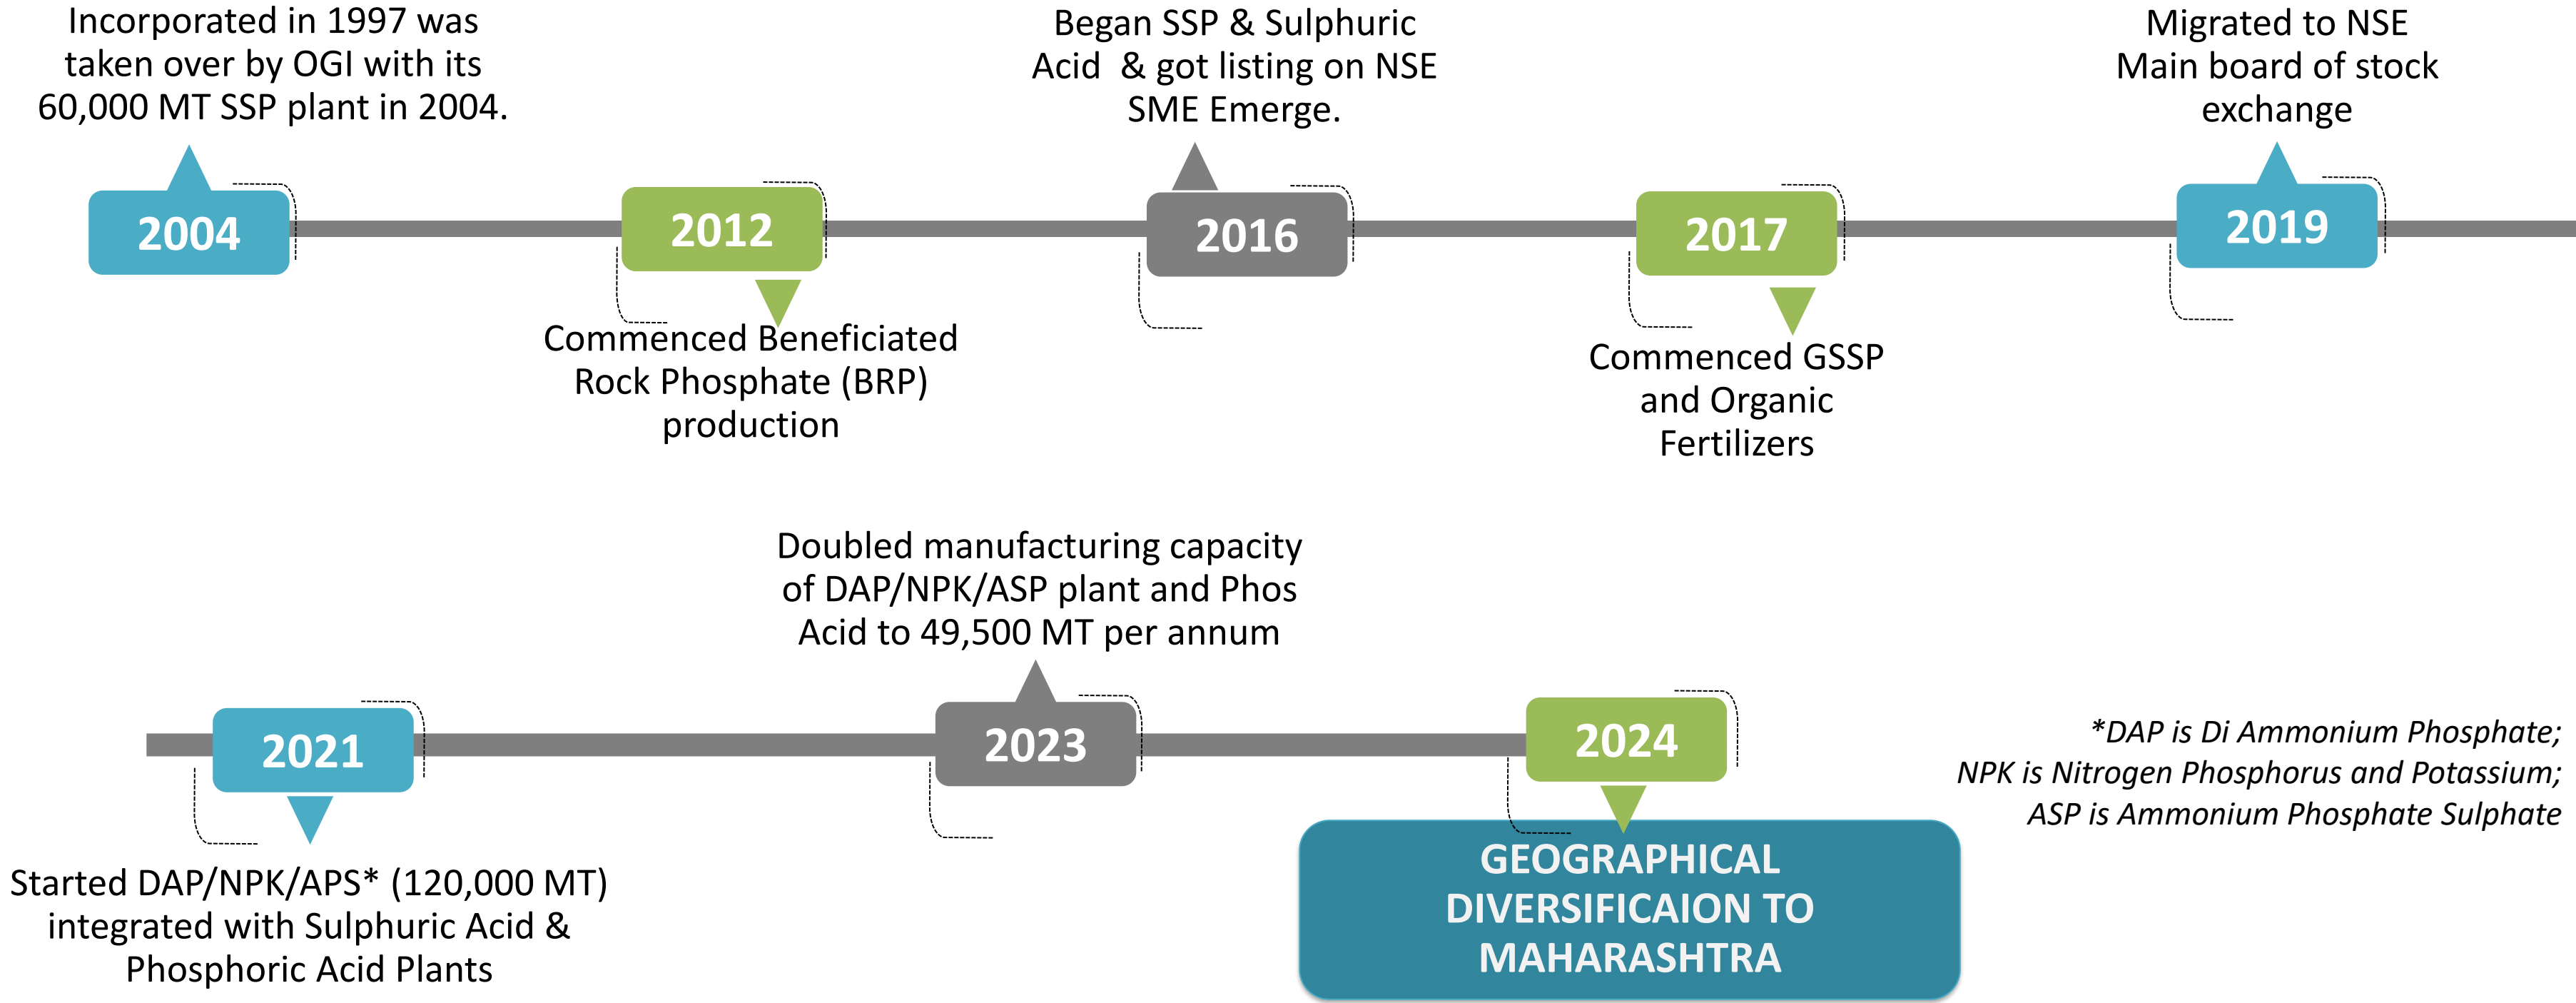 Incorporated in 1997 was
taken over by OGI with its
60,000 MT SSP plant in 2004.
Began SSP & Sulphuric
Acid & got listing on NSE
SME Emerge.
Migrated to NSE
Main board of stock
exchange
2004
2012
2016
2017
2019
Commenced Beneficiated
Rock Phosphate (BRP)
production
Commenced GSSP
and Organic
Fertilizers
Doubled manufacturing capacity
of DAP/NPK/ASP plant and Phos
Acid to 49,500 MT per annum
2021
2023
2024
*DAP is Di Ammonium Phosphate;
NPK is Nitrogen Phosphorus and Potassium;
ASP is Ammonium Phosphate Sulphate
Started DAP/NPK/APS* (120,000 MT)
integrated with Sulphuric Acid &
Phosphoric Acid Plants
GEOGRAPHICAL
DIVERSIFICAION TO
MAHARASHTRA